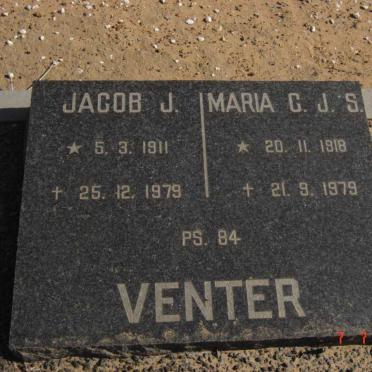 JACOB J.
★ 5. 3. 1911
† 25. 12. 1979
MARIA C. J. S.
★ 20. 11. 1918
† 21. 9. 1979
PS. 84
VENTER